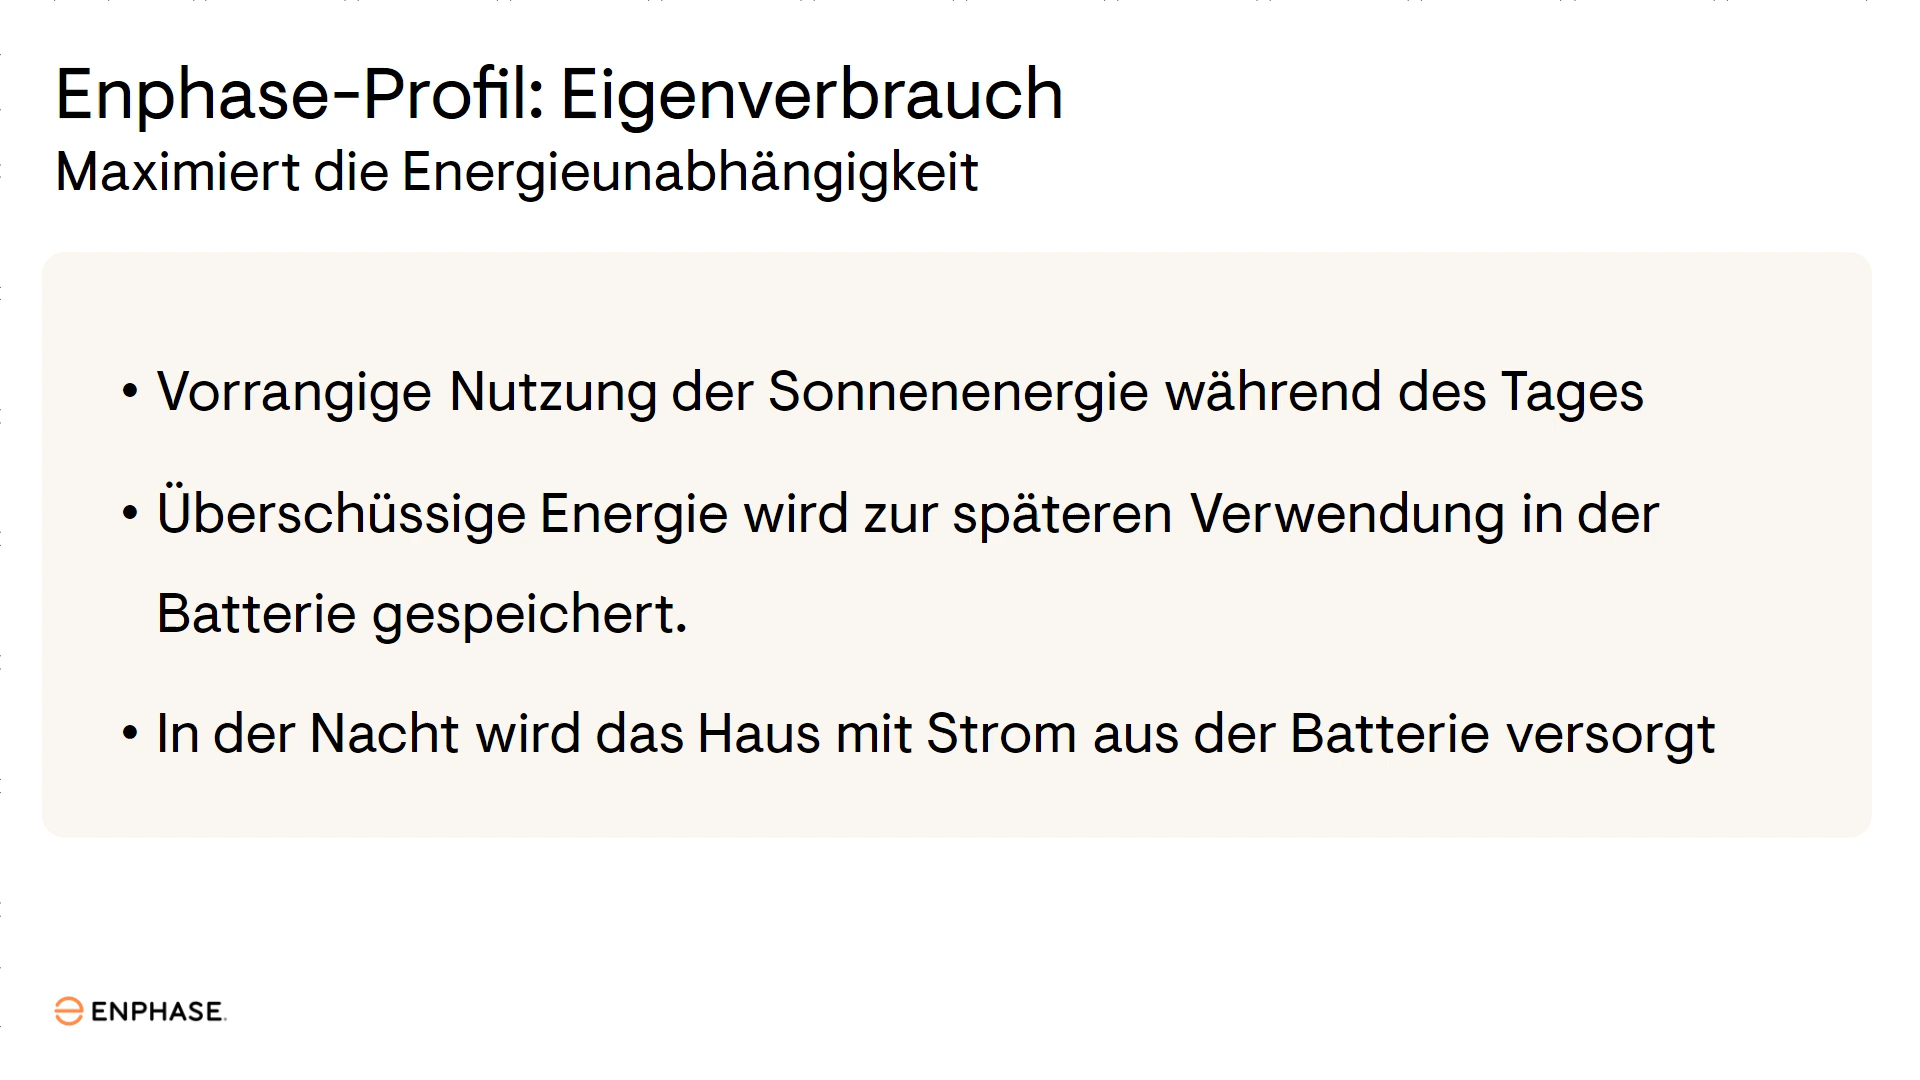 Enphase-Profil: Eigenverbrauch
Maximiert die Energieunabhängigkeit
• Vorrangige Nutzung der Sonnenenergie während des Tages
• Überschüssige Energie wird zur späteren Verwendung in der
Batterie gespeichert.
• In der Nacht wird das Haus mit Strom aus der Batterie versorgt
ENPHASE.